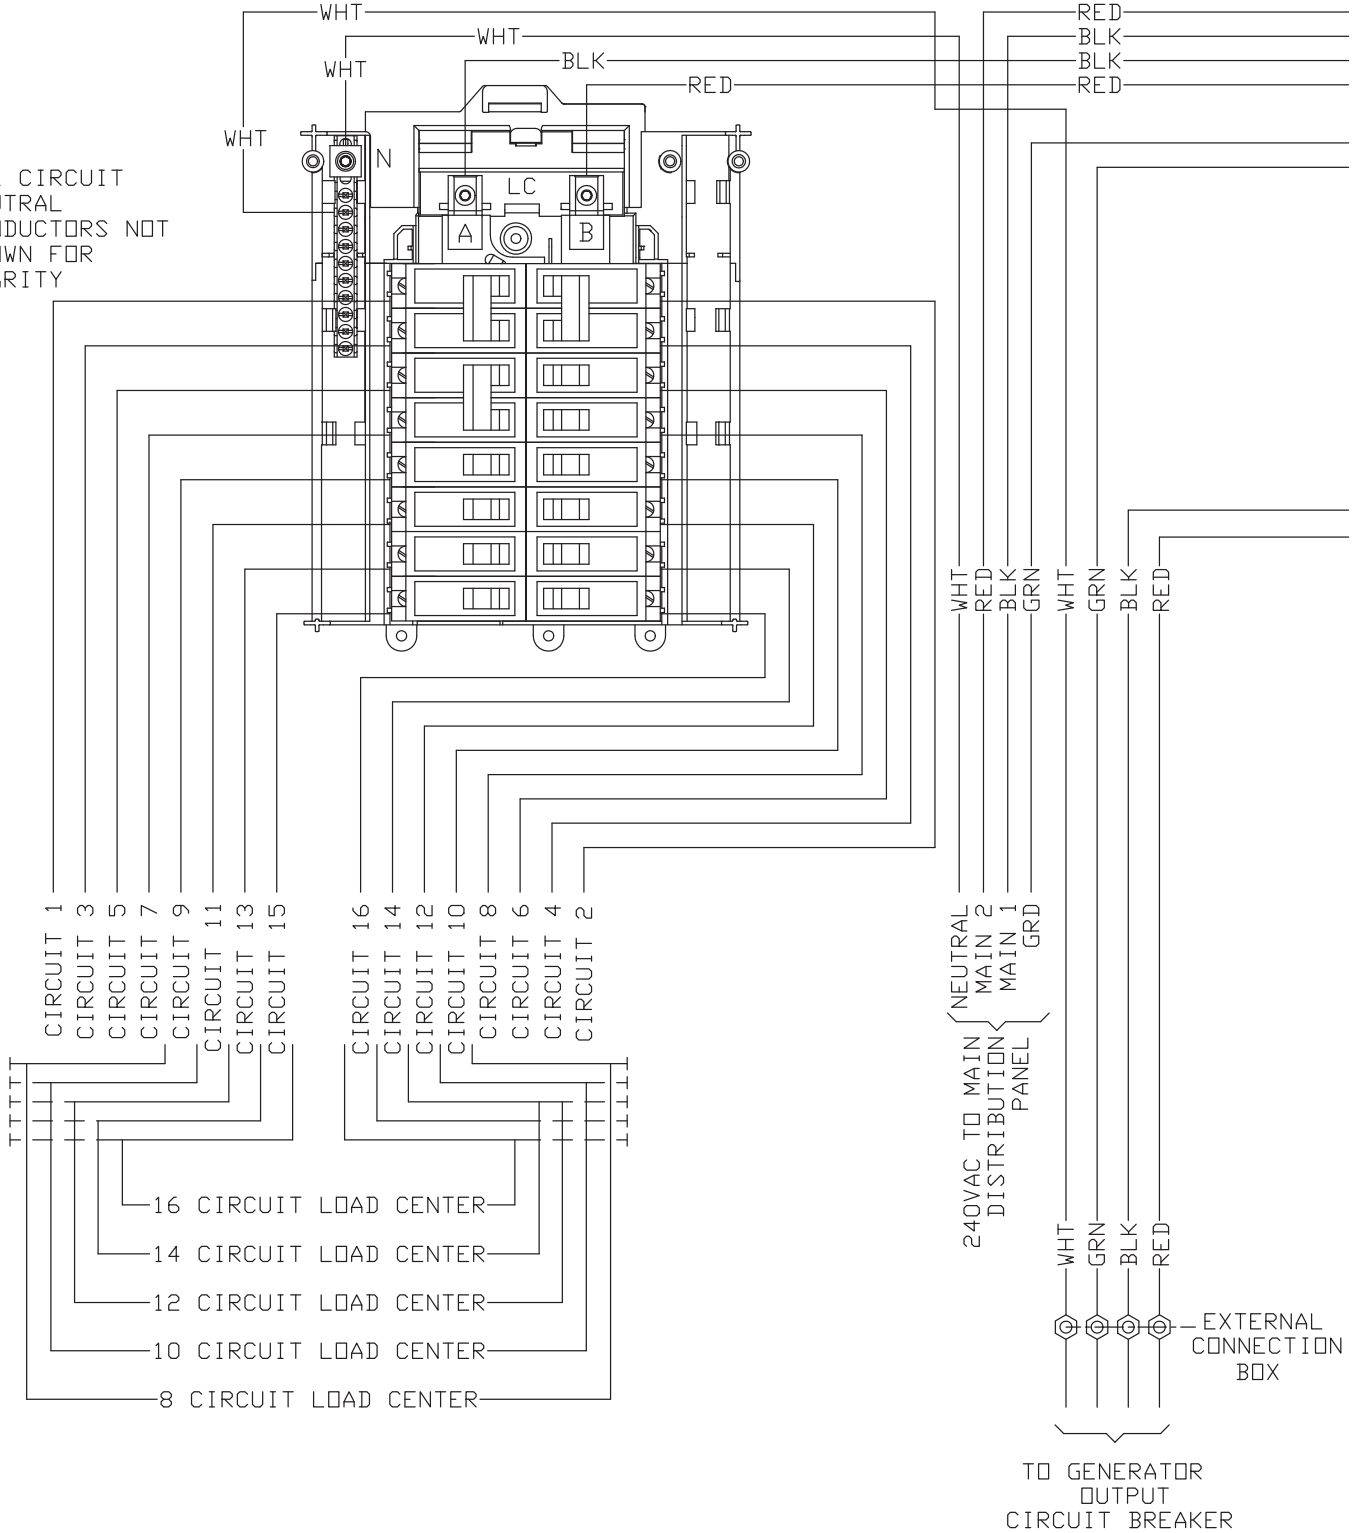 WHT
RED
WHT
BLK
WHT
BLK
BLK
RED
RED
WHT
N
CIRCUIT
NOT
FOR
LC
A
B
WHT
RED
BLK
GRN
WHT
GRN
BLK
RED
CIRCUIT 1
CIRCUIT 3
CIRCUIT 5
CIRCUIT 7
CIRCUIT 9
CIRCUIT 11
CIRCUIT 13
CIRCUIT 15
CIRCUIT 16
CIRCUIT 14
CIRCUIT 12
CIRCUIT 10
CIRCUIT 8
CIRCUIT 6
CIRCUIT 4
CIRCUIT 2
NEUTRAL
MAIN 2
MAIN 1
GRD
240VAC TO MAIN
DISTRIBUTION
PANEL
16 CIRCUIT LOAD CENTER
14 CIRCUIT LOAD CENTER
12 CIRCUIT LOAD CENTER
10 CIRCUIT LOAD CENTER
8 CIRCUIT LOAD CENTER
WHT
GRN
BLK
RED
EXTERNAL
CONNECTION
BOX
TO GENERATOR
OUTPUT
CIRCUIT BREAKER